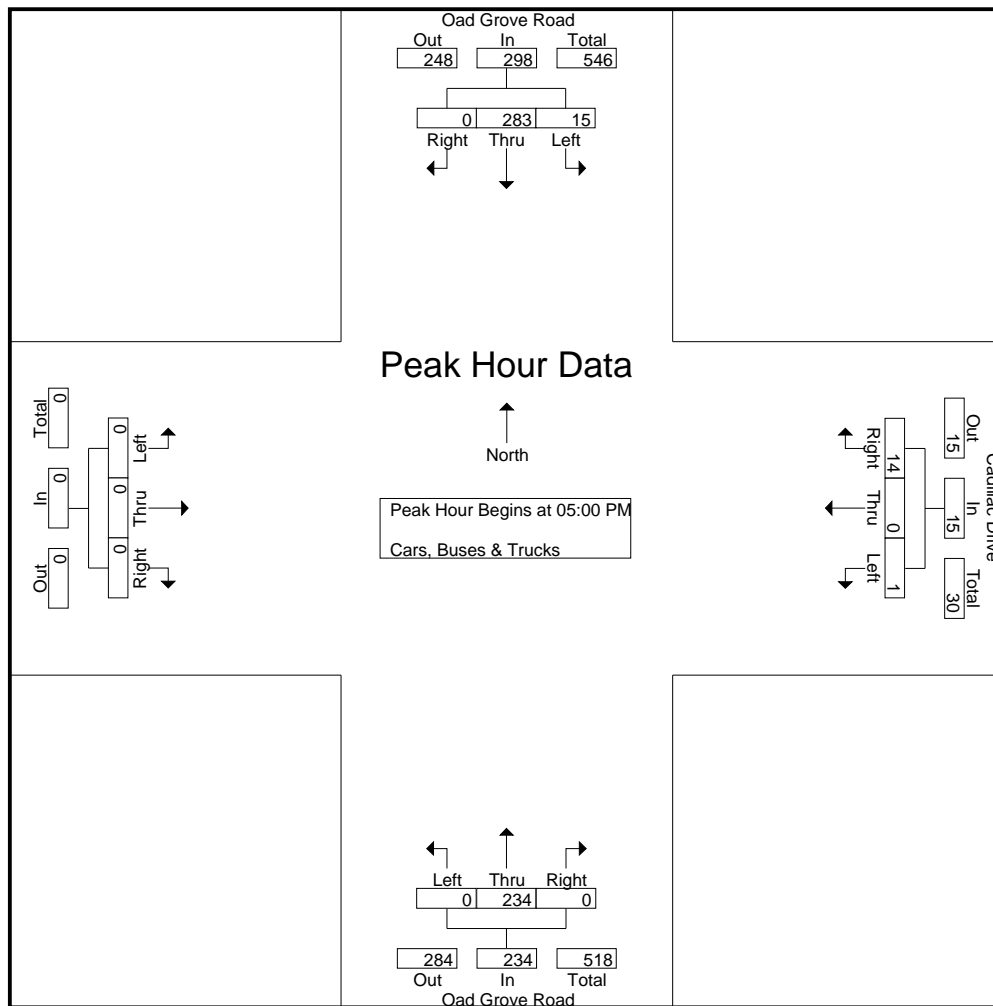 Oad Grove Road
Out In Total
248 298 546
0 283 15
Right Thru Left
Peak Hour Data
North
Peak Hour Begins at 05:00 PM
Cars, Buses & Trucks
Total In Out
0 0 0
0 0 0
Left Thru Right
Right Thru Left
14 0 1
15 15 30
Out In Total
Cadillac Drive
Left Thru Right
0 234 0
284 234 518
Out In Total
Oad Grove Road